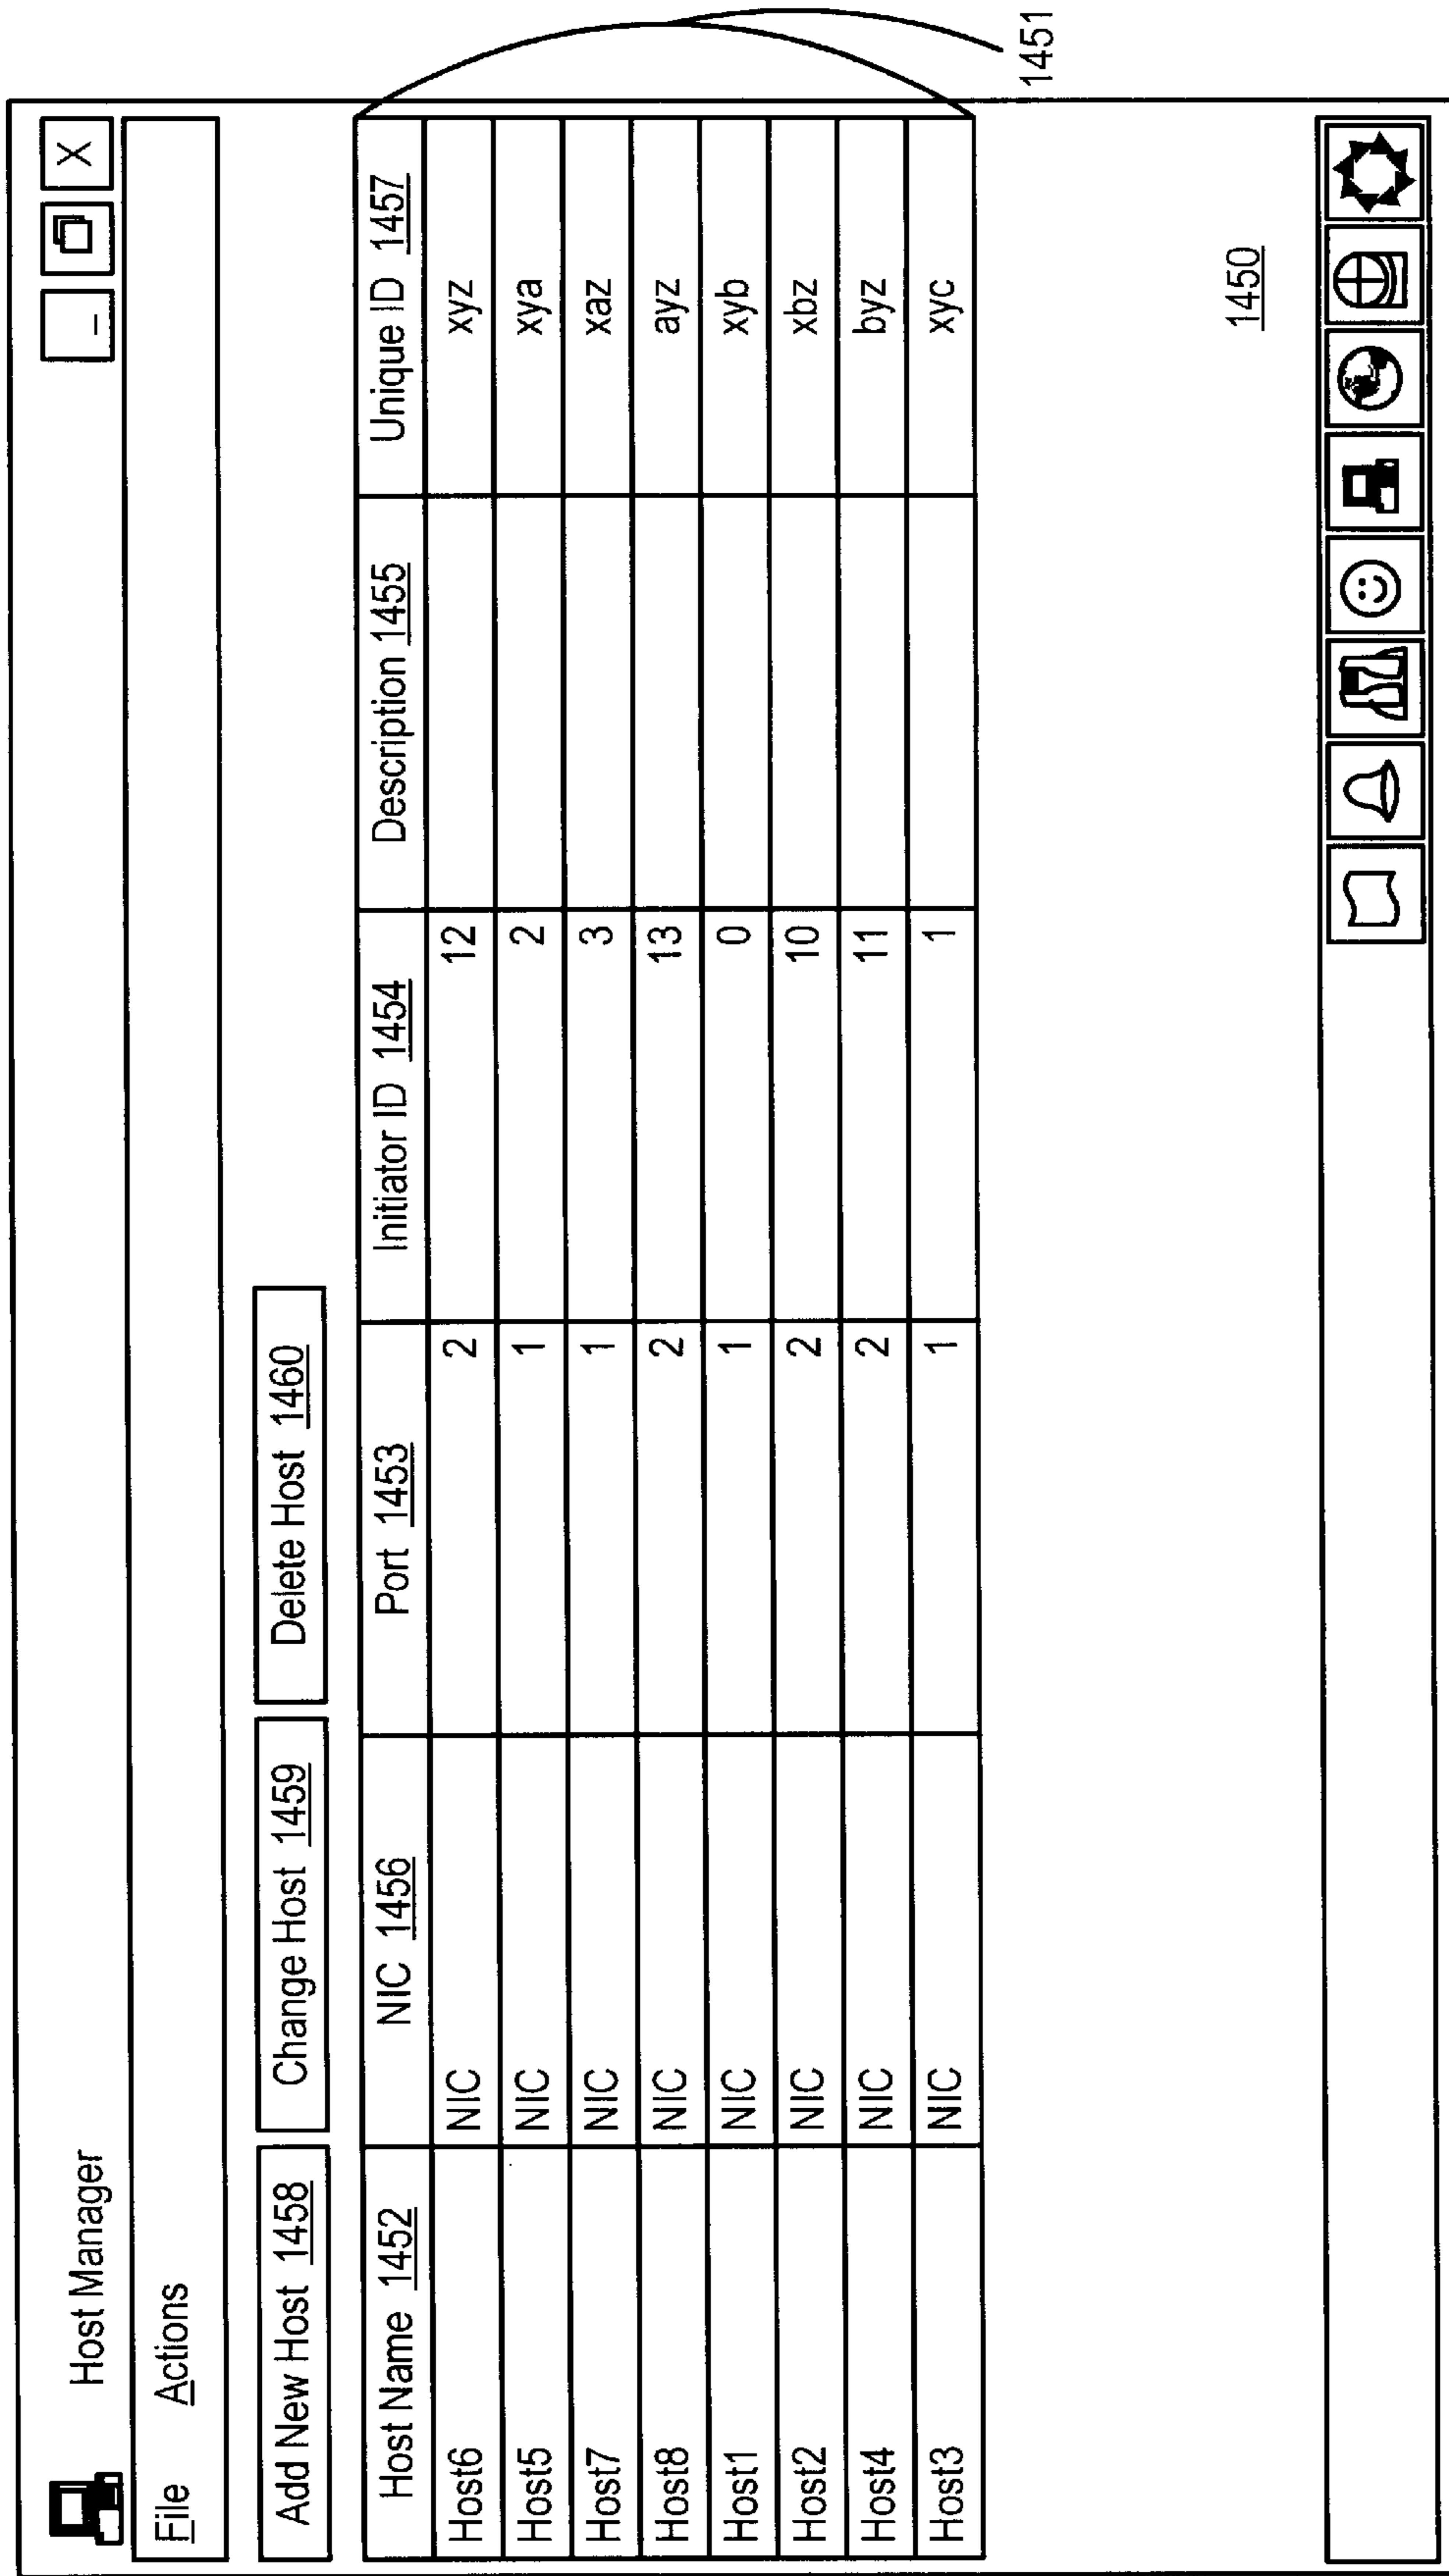 Host Manager
_ X
File Actions
Add New Host 1458 Change Host 1459 Delete Host 1460
Host Name 1452 NIC 1456 Port 1453 Initiator ID 1454 Description 1455 Unique ID 1457
Host6 NIC 2 12 xyz
Host5 NIC 1 2 xya
Host7 NIC 1 3 xaz
Host8 NIC 2 13 ayz
Host1 NIC 1 0 xyb
Host2 NIC 2 10 xbz
Host4 NIC 2 11 byz
Host3 NIC 1 1 xyc
1451
1450